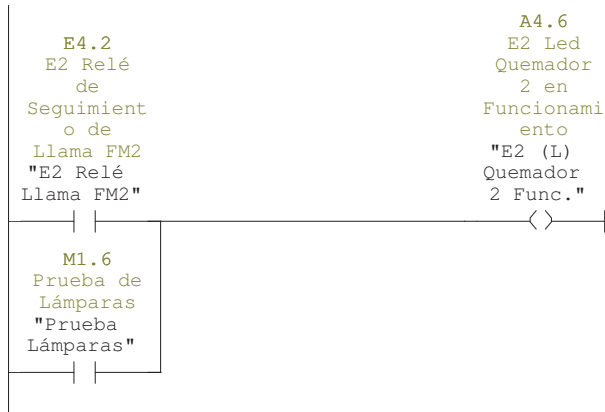 E4.2
E2 Relé
de
Seguimient
o de
Llama FM2
"E2 Relé
Llama FM2"
A4.6
E2 Led
Quemador
2 en
Funcionami
ento
"E2 (L)
Quemador
2 Func."
M1.6
Prueba de
Lámparas
"Prueba
Lámparas"